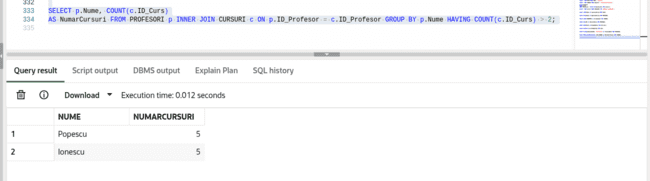 332
333 SELECT p.Nume, COUNT(c.ID_Curs)
334 AS NumarCursuri FROM PROFESORI p INNER JOIN CURSURI c ON p.ID_Profesor = c.ID_Profesor GROUP BY p.Nume HAVING COUNT(c.ID_Curs) > 2;
335
Query result Script output DBMS output Explain Plan SQL history
Download Execution time: 0.012 seconds
NUME NUMARCURSURI
1 Popescu 5
2 Ionescu 5